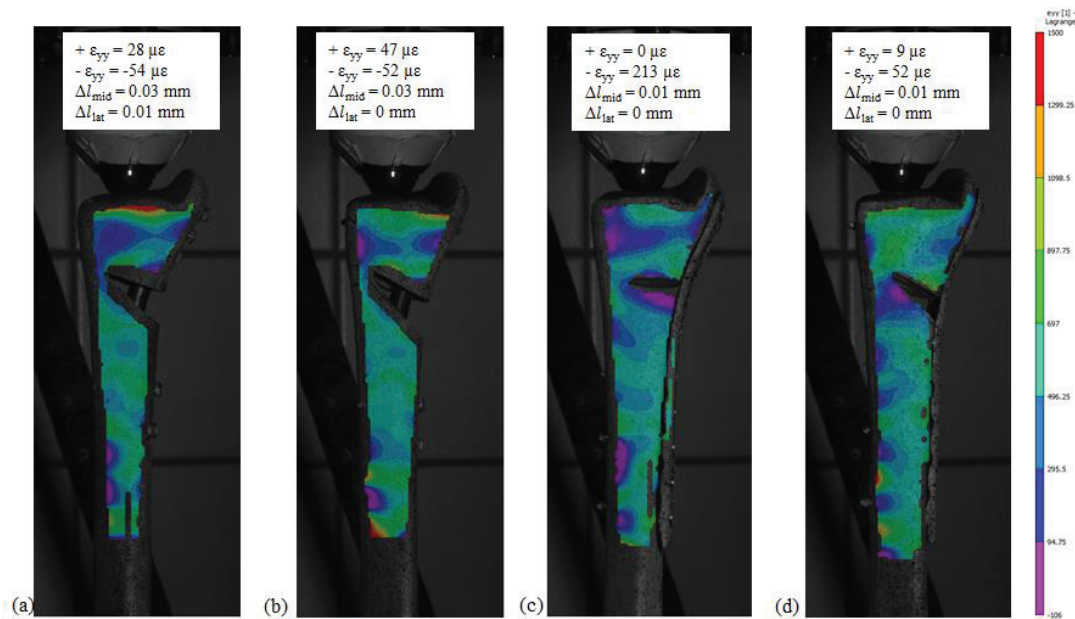 + εyy = 28 µε
- εyy = -54 µε
Δlmid = 0.03 mm
Δllat = 0.01 mm
+ εyy = 47 µε
- εyy = -52 µε
Δlmid = 0.03 mm
Δllat = 0 mm
+ εyy = 0 µε
- εyy = 213 µε
Δlmid = 0.01 mm
Δllat = 0 mm
+ εyy = 9 µε
- εyy = 52 µε
Δlmid = 0.01 mm
Δllat = 0 mm
eyy [1] -
Lagrange
1500
1299.25
1098.5
897.75
697
496.25
295.5
94.75
-106
(a)
(b)
(c)
(d)